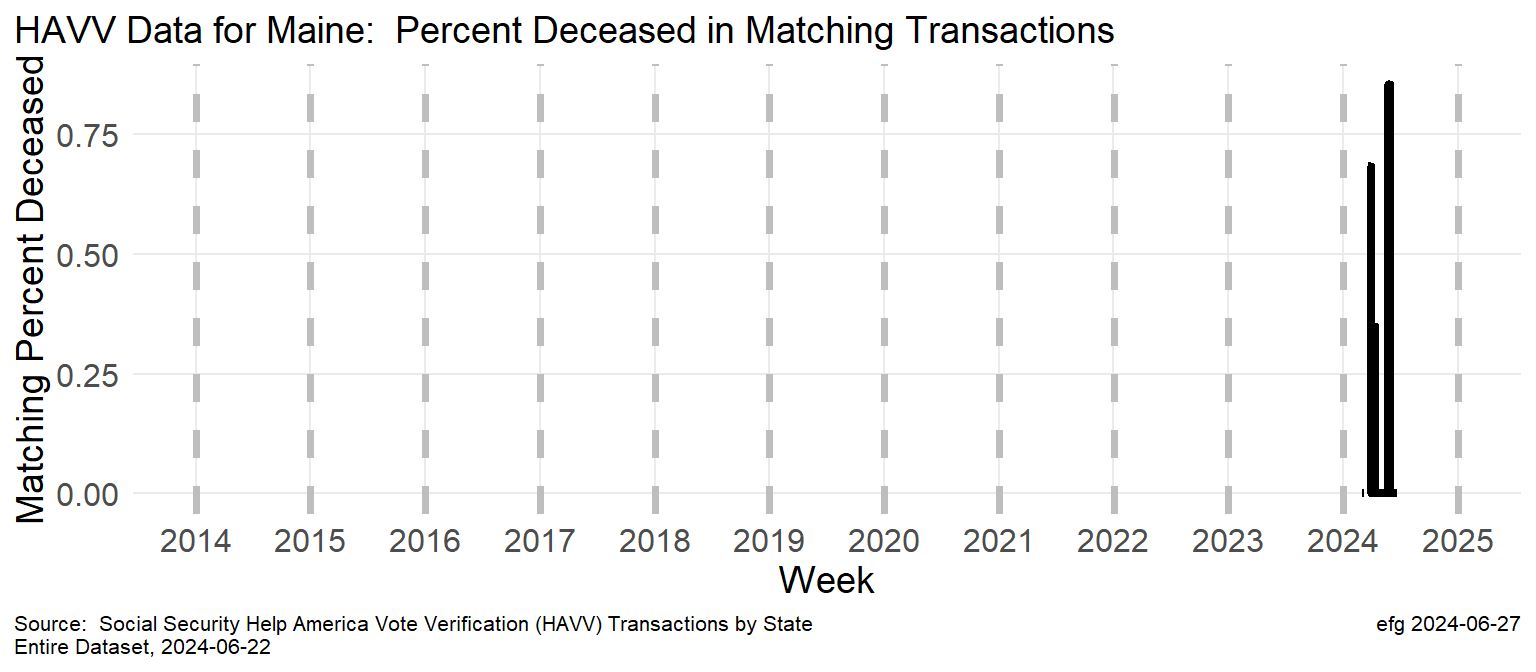 HAVV Data for Maine:  Percent Deceased in Matching Transactions
Matching Percent Deceased
0.75
0.50
0.25
0.00
2014 2015 2016 2017 2018 2019 2020 2021 2022 2023 2024 2025
Week
Source:  Social Security Help America Vote Verification (HAVV) Transactions by State
Entire Dataset, 2024-06-22
efg 2024-06-27